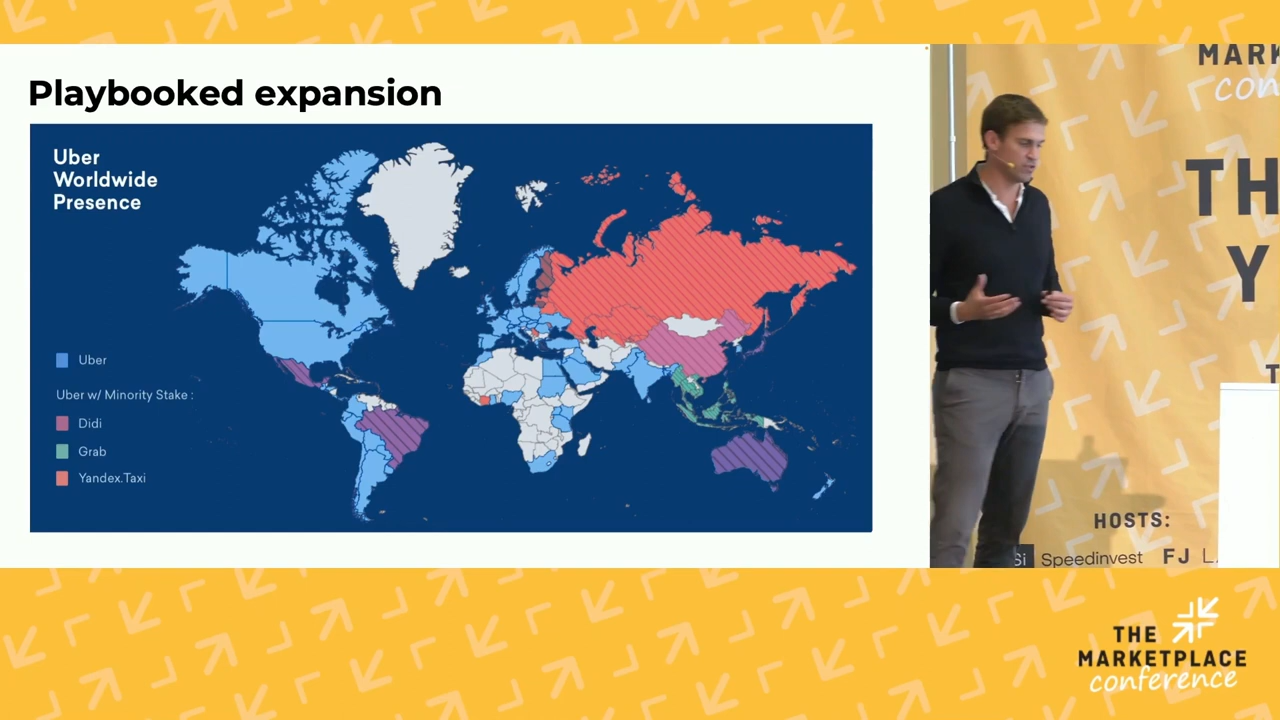 Playbooked expansion
Uber
Worldwide
Presence
Uber
Uber w/ Minority Stake :
Didi
Grab
Yandex.Taxi
MARK
con
TH
Y
T
HOSTS:
Si Speedinvest FJ L.
THE
MARKETPLACE
conference